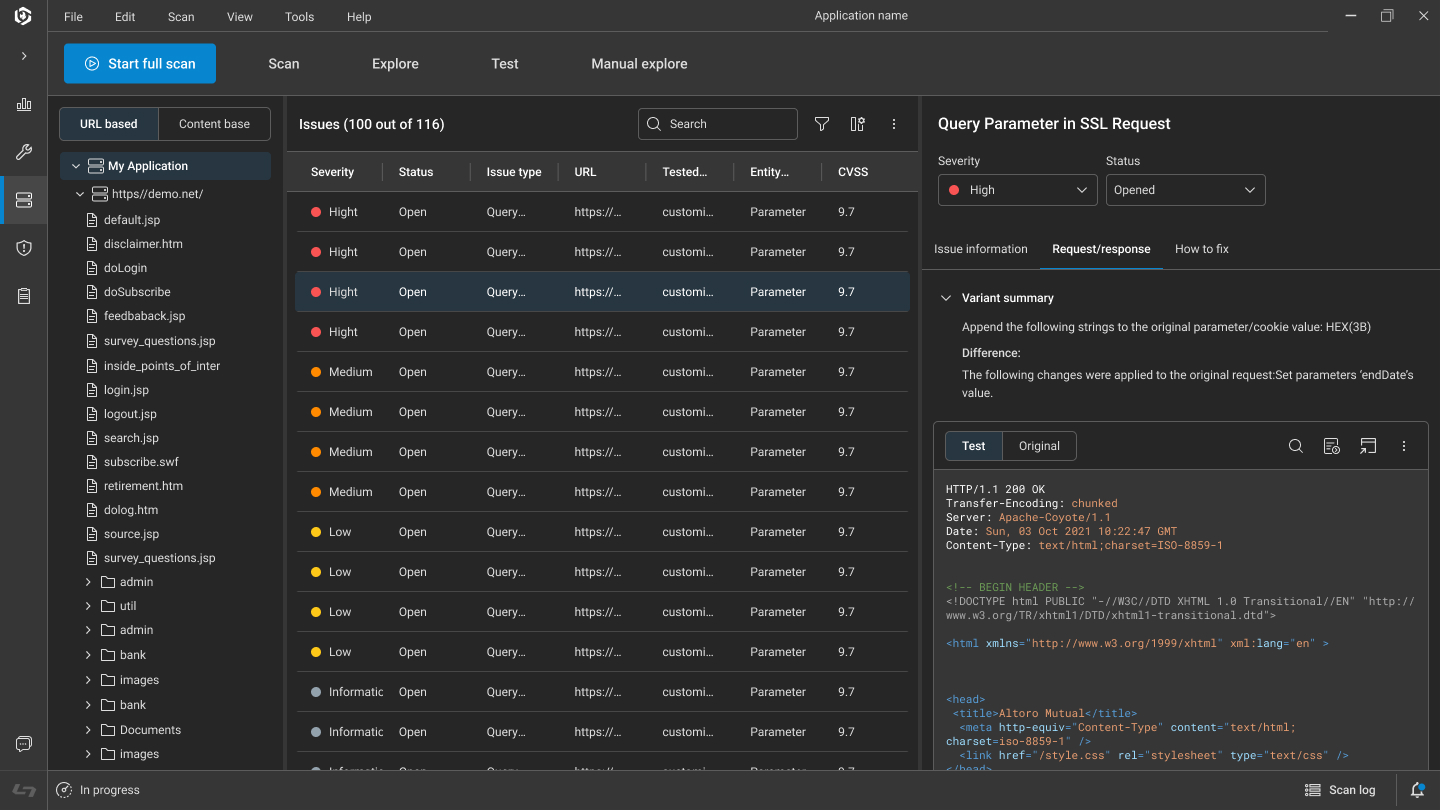 File Edit Scan View Tools Help Application name
Start full scan Scan Explore Test Manual explore
URL based Content base
My Application
https//demo.net/
default.jsp
disclaimer.htm
doLogin
doSubscribe
feedbaback.jsp
survey_questions.jsp
inside_points_of_inter
login.jsp
logout.jsp
search.jsp
subscribe.swf
retirement.htm
dolog.htm
source.jsp
survey_questions.jsp
admin
util
admin
bank
images
bank
Documents
images
Issues (100 out of 116) Search
Severity Status Issue type URL Tested... Entity... CVSS
Hight Open Query... https://... customi... Parameter 9.7
Hight Open Query... https://... customi... Parameter 9.7
Hight Open Query... https://... customi... Parameter 9.7
Hight Open Query... https://... customi... Parameter 9.7
Medium Open Query... https://... customi... Parameter 9.7
Medium Open Query... https://... customi... Parameter 9.7
Medium Open Query... https://... customi... Parameter 9.7
Medium Open Query... https://... customi... Parameter 9.7
Low Open Query... https://... customi... Parameter 9.7
Low Open Query... https://... customi... Parameter 9.7
Low Open Query... https://... customi... Parameter 9.7
Low Open Query... https://... customi... Parameter 9.7
Informatic Open Query... https://... customi... Parameter 9.7
Informatic Open Query... https://... customi... Parameter 9.7
Query Parameter in SSL Request
Severity Status
High Opened
Issue information Request/response How to fix
Variant summary
Append the following strings to the original parameter/cookie value: HEX(3B)
Difference:
The following changes were applied to the original request:Set parameters 'endDate's
value.
Test Original
HTTP/1.1 200 OK
Transfer-Encoding: chunked
Server: Apache-Coyote/1.1
Date: Sun, 03 Oct 2021 10:22:47 GMT
Content-Type: text/html;charset=ISO-8859-1
<!-- BEGIN HEADER -->
<!DOCTYPE html PUBLIC "-//W3C//DTD XHTML 1.0 Transitional//EN" "http://
www.w3.org/TR/xhtml1/DTD/xhtml1-transitional.dtd">
<html xmlns="http://www.w3.org/1999/xhtml" xml:lang="en" >
<head>
<title>Altoro Mutual</title>
<meta http-equiv="Content-Type" content="text/html;
charset=iso-8859-1" />
<link href="/style.css" rel="stylesheet" type="text/css" />
</head>
In progress Scan log